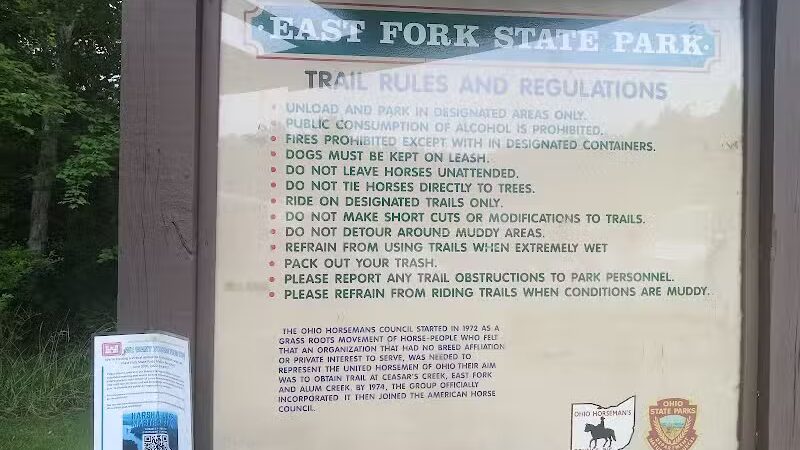 EAST FORK STATE PARK
TRAIL RULES AND REGULATIONS
• UNLOAD AND PARK IN DESIGNATED AREAS ONLY.
• PUBLIC CONSUMPTION OF ALCOHOL IS PROHIBITED.
• FIRES PROHIBITED EXCEPT WITH IN DESIGNATED CONTAINERS.
• DOGS MUST BE KEPT ON LEASH.
• DO NOT LEAVE HORSES UNATTENDED.
• DO NOT TIE HORSES DIRECTLY TO TREES.
• RIDE ON DESIGNATED TRAILS ONLY.
• DO NOT MAKE SHORT CUTS OR MODIFICATIONS TO TRAILS.
• DO NOT DETOUR AROUND MUDDY AREAS.
• REFRAIN FROM USING TRAILS WHEN EXTREMELY WET
• PACK OUT YOUR TRASH.
• PLEASE REPORT ANY TRAIL OBSTRUCTIONS TO PARK PERSONNEL.
• PLEASE REFRAIN FROM RIDING TRAILS WHEN CONDITIONS ARE MUDDY.
THE OHIO HORSEMANS COUNCIL STARTED IN 1972 AS A
GRASS ROOTS MOVEMENT OF HORSE-PEOPLE WHO FELT
THAT AN ORGANIZATION THAT HAD NO BREED AFFLIATION
OR PRIVATE INTEREST TO SERVE, WAS NEEDED TO
REPRESENT THE UNITED HORSEMEN OF OHIO THEIR AIM
WAS TO OBTAIN TRAIL AT CEASAR'S CREEK, EAST FORK
AND ALUM CREEK. BY 1974, THE GROUP OFFICIALLY
INCORPORATED IT THEN JOINED THE AMERICAN HORSE
COUNCIL.
OHIO HORSEMAN'S
OHIO
STATE PARKS